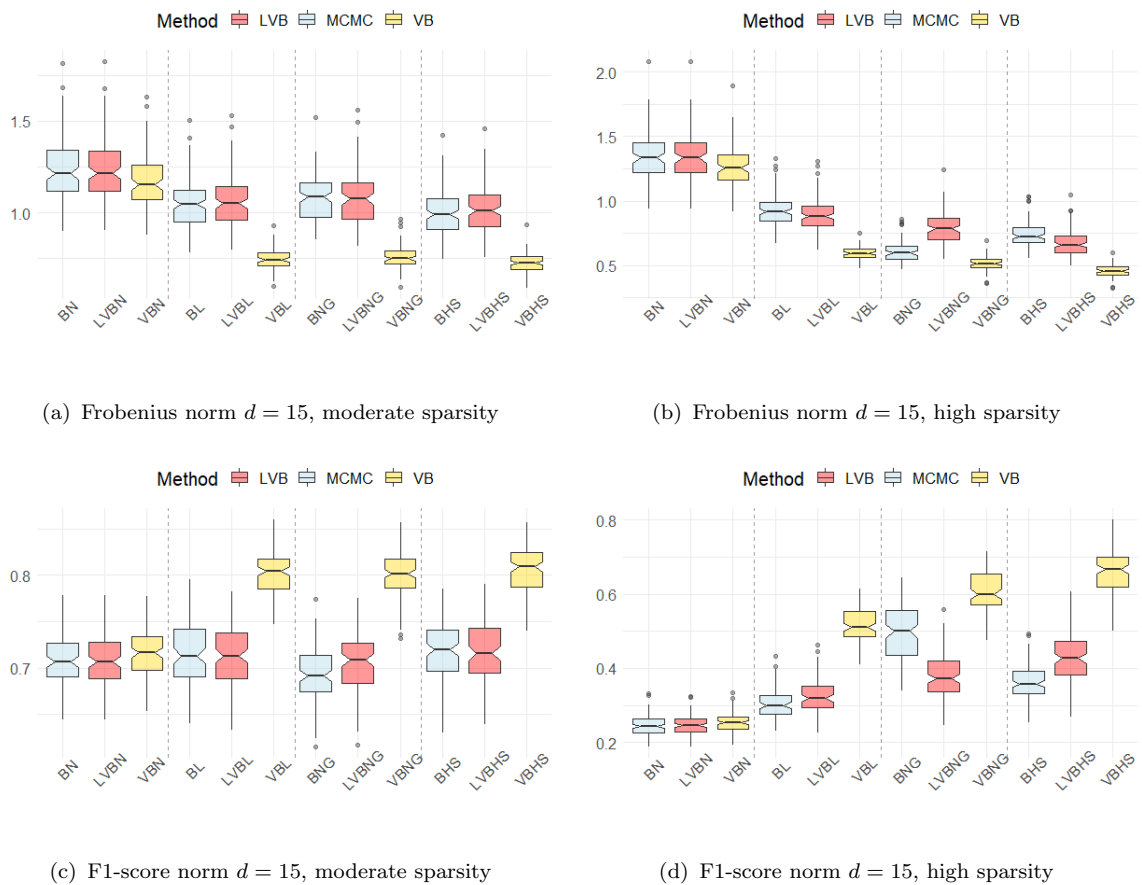 Method LVB MCMC VB
1.5
1.0
BN LVBN VBN BL LVBL VBL BNG LVBNG VBNG BHS LVBHS VBHS
(a) Frobenius norm d = 15, moderate sparsity
Method LVB MCMC VB
2.0
1.5
1.0
0.5
BN LVBN VBN BL LVBL VBL BNG LVBNG VBNG BHS LVBHS VBHS
(b) Frobenius norm d = 15, high sparsity
Method LVB MCMC VB
0.8
0.7
BN LVBN VBN BL LVBL VBL BNG LVBNG VBNG BHS LVBHS VBHS
(c) F1-score norm d = 15, moderate sparsity
Method LVB MCMC VB
0.8
0.6
0.4
0.2
BN LVBN VBN BL LVBL VBL BNG LVBNG VBNG BHS LVBHS VBHS
(d) F1-score norm d = 15, high sparsity